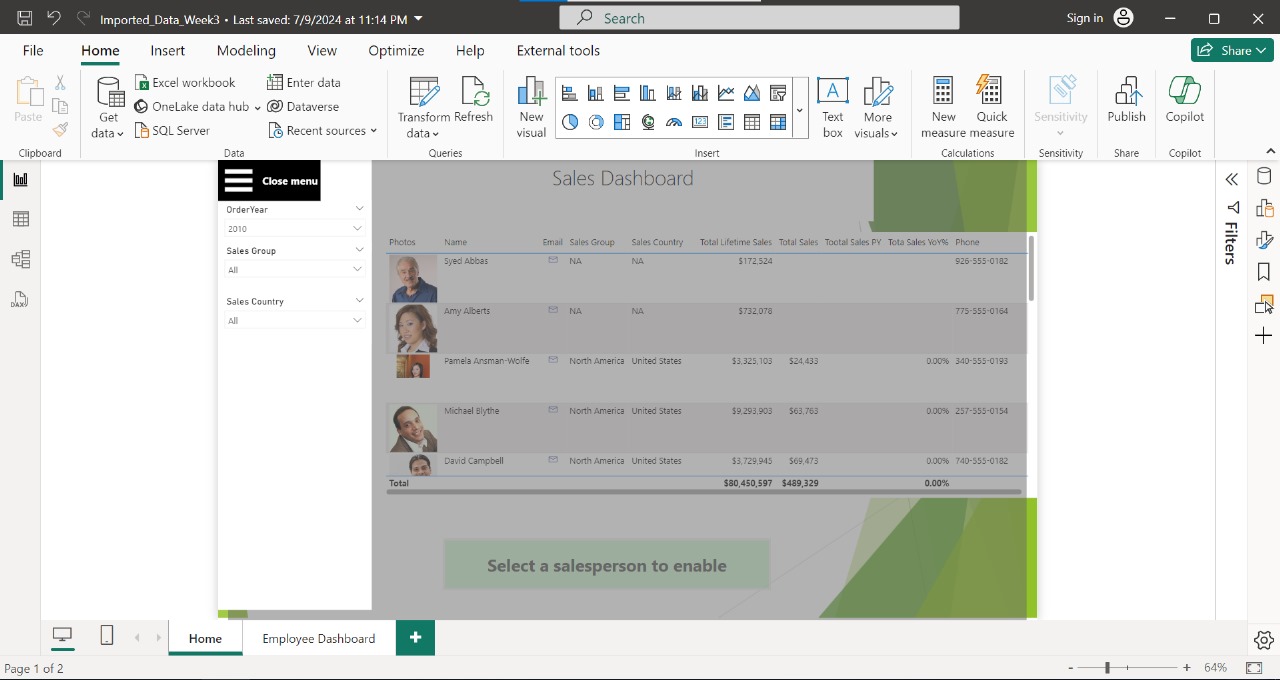 Imported_Data_Week3 • Last saved: 7/9/2024 at 11:14 PM
Search
Sign in
File Home Insert Modeling View Optimize Help External tools
Share
Paste
Clipboard
Get data
Excel workbook
OneLake data hub
SQL Server
Enter data
Dataverse
Recent sources
Data
Transform data
Refresh
Queries
New visual
Text box
More visuals
Insert
New measure
Quick measure
Calculations
Sensitivity
Sensitivity
Publish
Share
Copilot
Copilot
Close menu
OrderYear
2010
Sales Group
All
Sales Country
All
Sales Dashboard
Photos Name Email Sales Group Sales Country Total Lifetime Sales Total Sales Tootal Sales PY Tota Sales YoY% Phone
Syed Abbas NA NA $172,524 926-555-0182
Amy Alberts NA NA $732,078 775-555-0164
Pamela Ansman-Wolfe North America United States $3,325,103 $24,433 0.00% 340-555-0193
Michael Blythe North America United States $9,293,903 $63,763 0.00% 257-555-0154
David Campbell North America United States $3,729,945 $69,473 0.00% 740-555-0182
Total $80,450,597 $489,329 0.00%
Select a salesperson to enable
Filters
DAX
Home
Employee Dashboard
+
Page 1 of 2
- + 64%